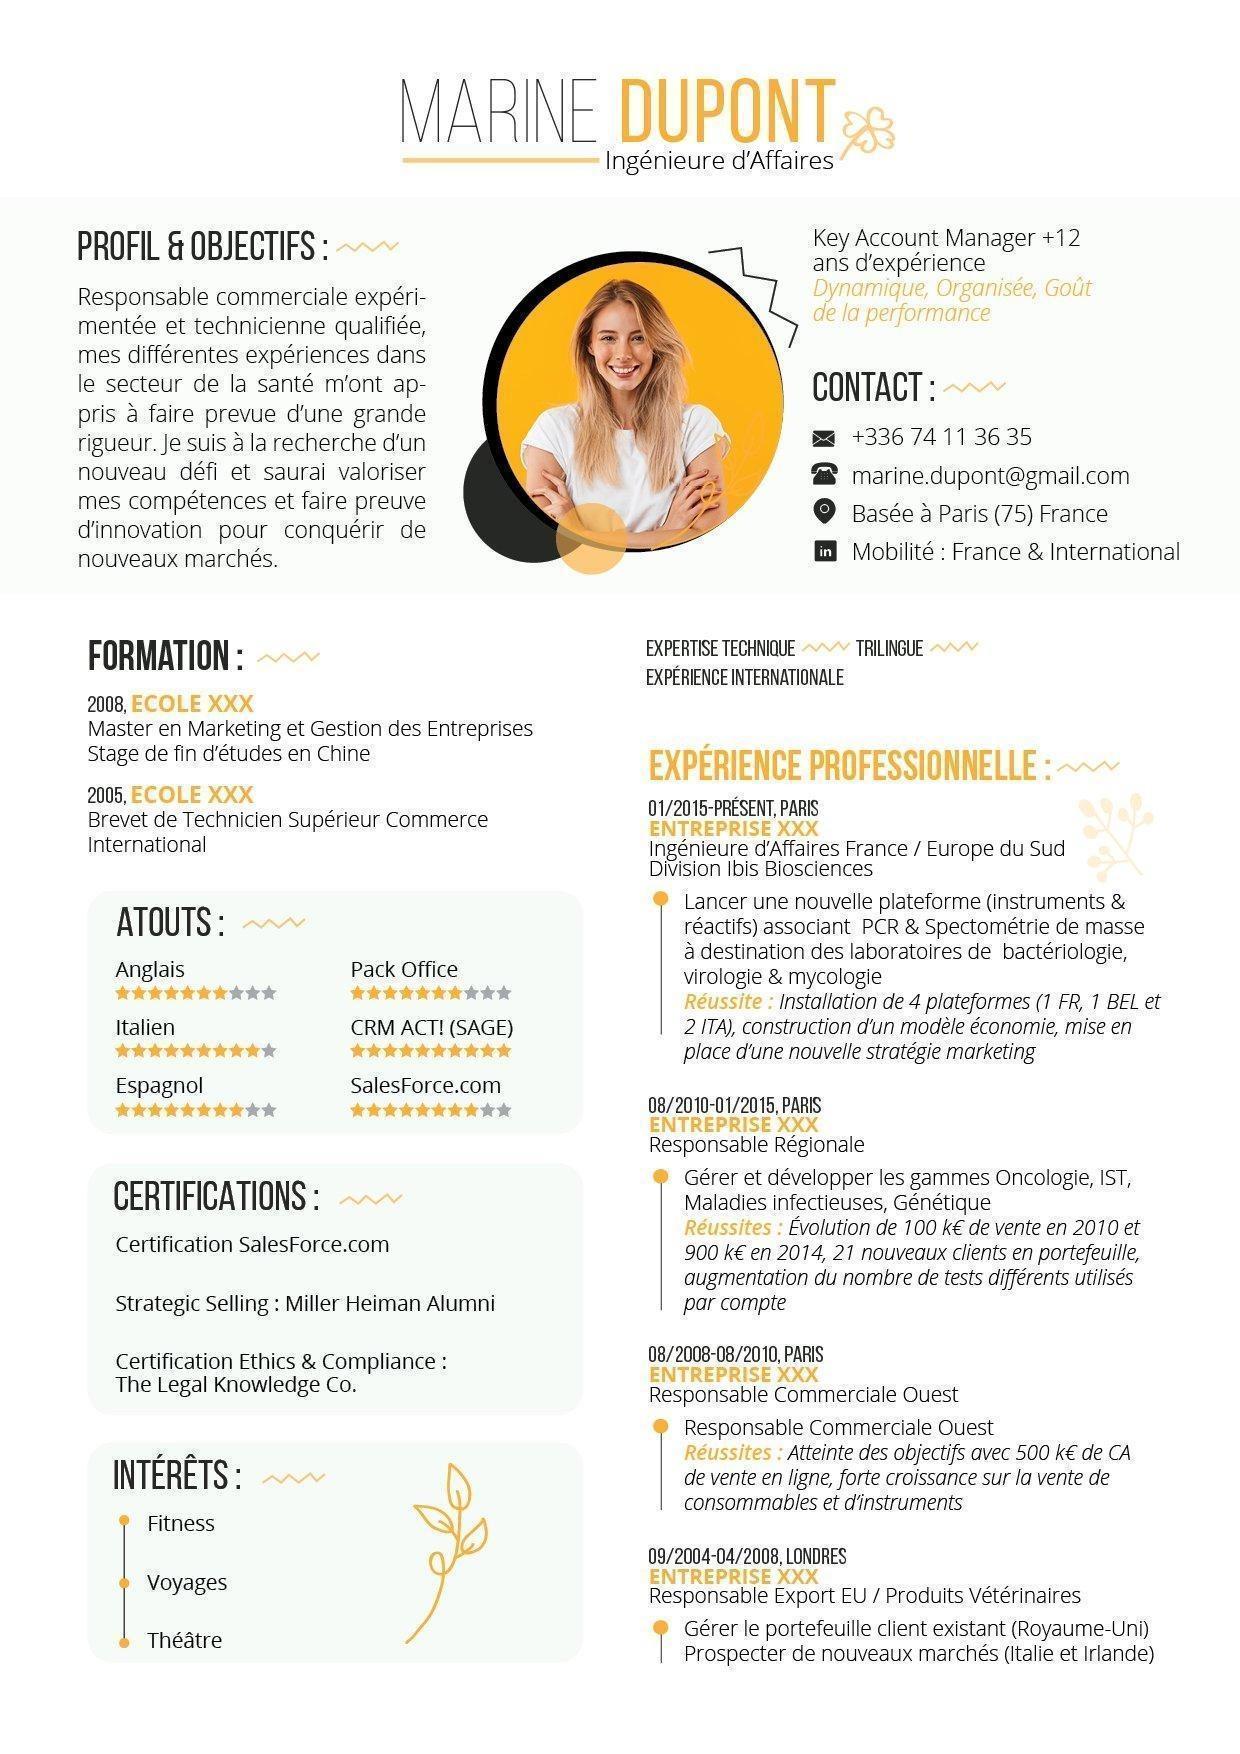 MARINE DUPONT
Ingénieure d'Affaires
PROFIL & OBJECTIFS :
Responsable commerciale expéri-
mentée et technicienne qualifiée,
mes différentes expériences dans
le secteur de la santé m'ont ap-
pris à faire prevue d'une grande
rigueur. Je suis à la recherche d'un
nouveau défi et saurai valoriser
mes compétences et faire preuve
d'innovation pour conquérir de
nouveaux marchés.
Key Account Manager +12
ans d'expérience
Dynamique, Organisée, Goût
de la performance
CONTACT :
+336 74 11 36 35
marine.dupont@gmail.com
Basée à Paris (75) France
in Mobilité : France & International
FORMATION :
2008, ECOLE XXX
Master en Marketing et Gestion des Entreprises
Stage de fin d'études en Chine
2005, ECOLE XXX
Brevet de Technicien Supérieur Commerce
International
ATOUTS :
Anglais
Pack Office
Italien
CRM ACT! (SAGE)
Espagnol
SalesForce.com
CERTIFICATIONS :
Certification SalesForce.com
Strategic Selling : Miller Heiman Alumni
Certification Ethics & Compliance :
The Legal Knowledge Co.
INTÉRÊTS :
Fitness
Voyages
Théâtre
EXPERTISE TECHNIQUE TRILINGUE
EXPÉRIENCE INTERNATIONALE
EXPÉRIENCE PROFESSIONNELLE :
01/2015-PRÉSENT, PARIS
ENTREPRISE XXX
Ingénieure d'Affaires France / Europe du Sud
Division Ibis Biosciences
Lancer une nouvelle plateforme (instruments &
réactifs) associant PCR & Spectométrie de masse
à destination des laboratoires de bactériologie,
virologie & mycologie
Réussite : Installation de 4 plateformes (1 FR, 1 BEL et
2 ITA), construction d'un modèle économie, mise en
place d'une nouvelle stratégie marketing
08/2010-01/2015, PARIS
ENTREPRISE XXX
Responsable Régionale
Gérer et développer les gammes Oncologie, IST,
Maladies infectieuses, Génétique
Réussites : Évolution de 100 k€ de vente en 2010 et
900 k€ en 2014, 21 nouveaux clients en portefeuille,
augmentation du nombre de tests différents utilisés
par compte
08/2008-08/2010, PARIS
ENTREPRISE XXX
Responsable Commerciale Ouest
Responsable Commerciale Ouest
Réussites : Atteinte des objectifs avec 500 k€ de CA
de vente en ligne, forte croissance sur la vente de
consommables et d'instruments
09/2004-04/2008, LONDRES
ENTREPRISE XXX
Responsable Export EU / Produits Vétérinaires
Gérer le portefeuille client existant (Royaume-Uni)
Prospecter de nouveaux marchés (Italie et Irlande)